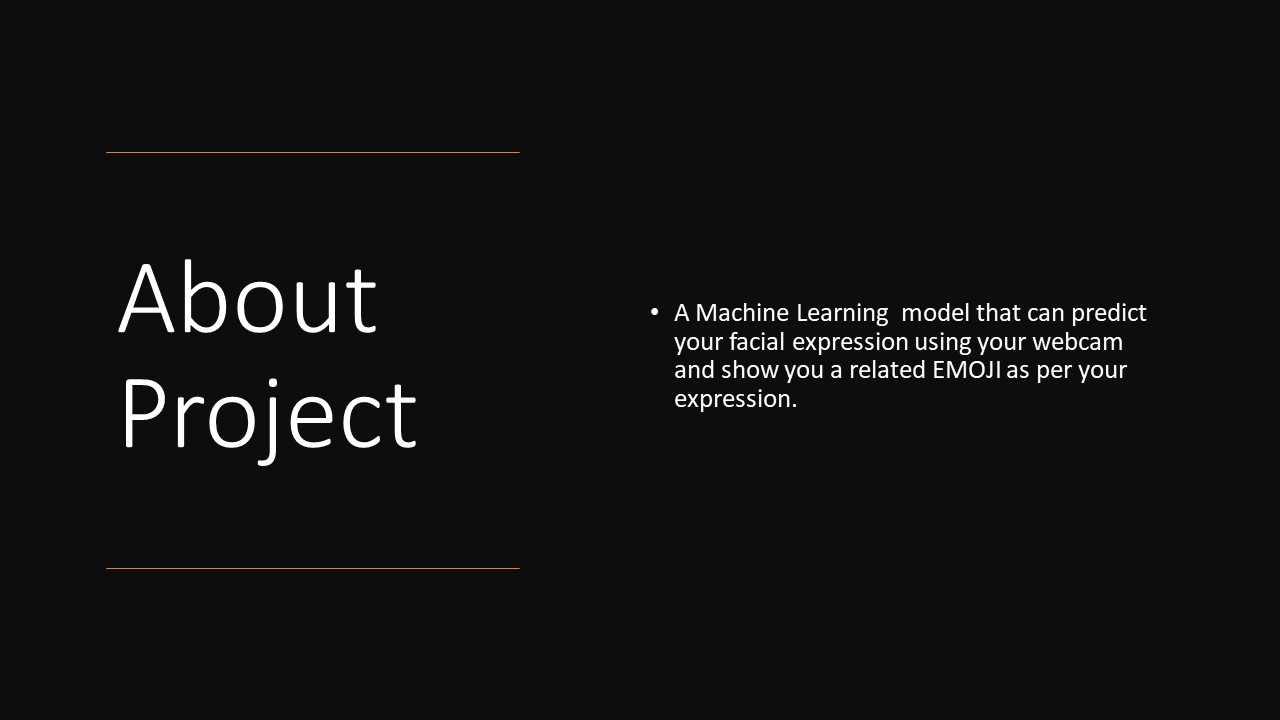 About
Project
• A Machine Learning  model that can predict
your facial expression using your webcam
and show you a related EMOJI as per your
expression.